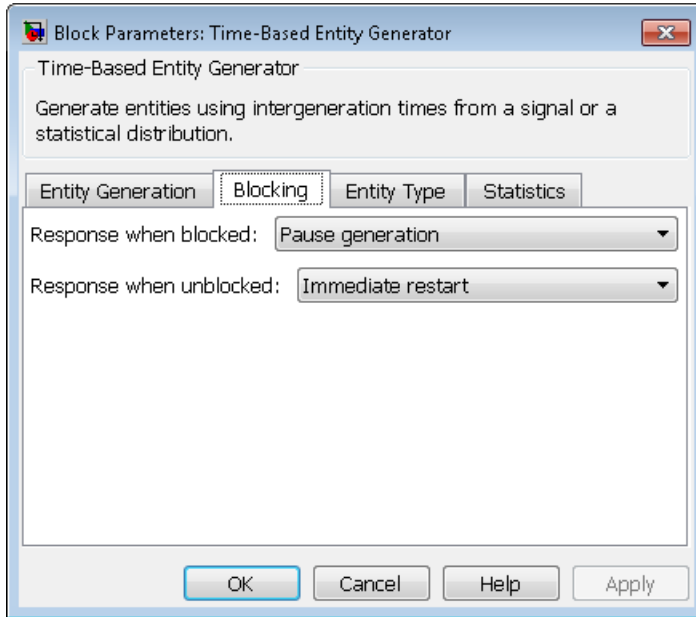 Block Parameters: Time-Based Entity Generator
Time-Based Entity Generator
Generate entities using intergeneration times from a signal or a
statistical distribution.
Entity Generation Blocking Entity Type Statistics
Response when blocked: Pause generation
Response when unblocked: Immediate restart
OK Cancel Help Apply